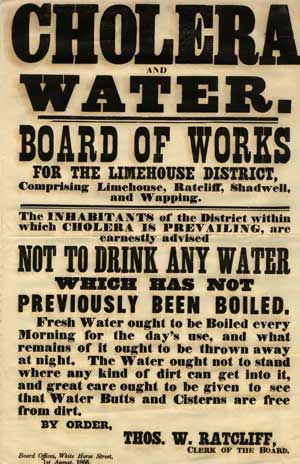 CHOLERA
AND
WATER.
BOARD OF WORKS
FOR THE LIMEHOUSE DISTRICT,
Comprising Limehouse, Ratcliff, Shadwell,
and Wapping.
The INHABITANTS of the District within
which CHOLERA IS PREVAILING, are
earnestly advised
NOT TO DRINK ANY WATER
WHICH HAS NOT
PREVIOUSLY BEEN BOILED.
Fresh Water ought to be Boiled every
Morning for the day's use, and what
remains of it ought to be thrown away
at night. The Water ought not to stand
where any kind of dirt can get into it,
and great care ought to be given to see
that Water Butts and Cisterns are free
from dirt.
BY ORDER,
THOS. W. RATCLIFF,
CLERK OF THE BOARD.
Board Offices, White Horse Street,
1st August, 1866.